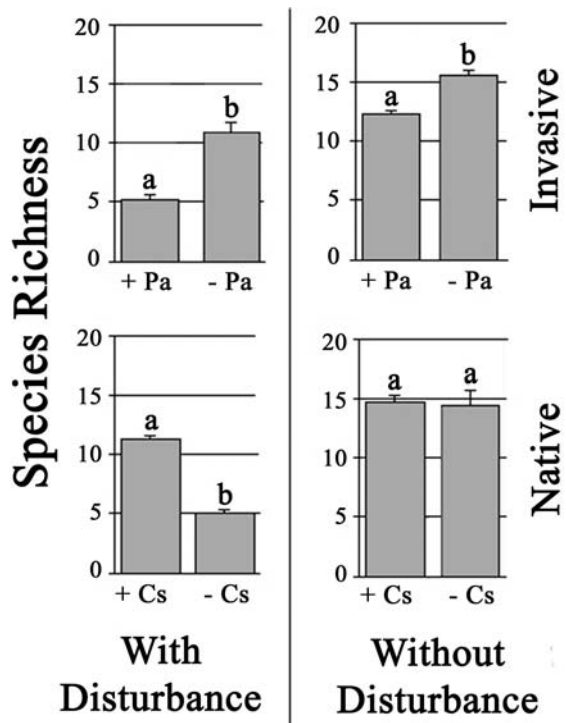 Species Richness
20
15
10
5
0
a
b
+ Pa
- Pa
20
15
10
5
0
a
b
+ Pa
- Pa
Invasive
20
15
10
5
0
a
b
+ Cs
- Cs
20
15
10
5
0
a
a
+ Cs
- Cs
Native
With
Disturbance
Without
Disturbance